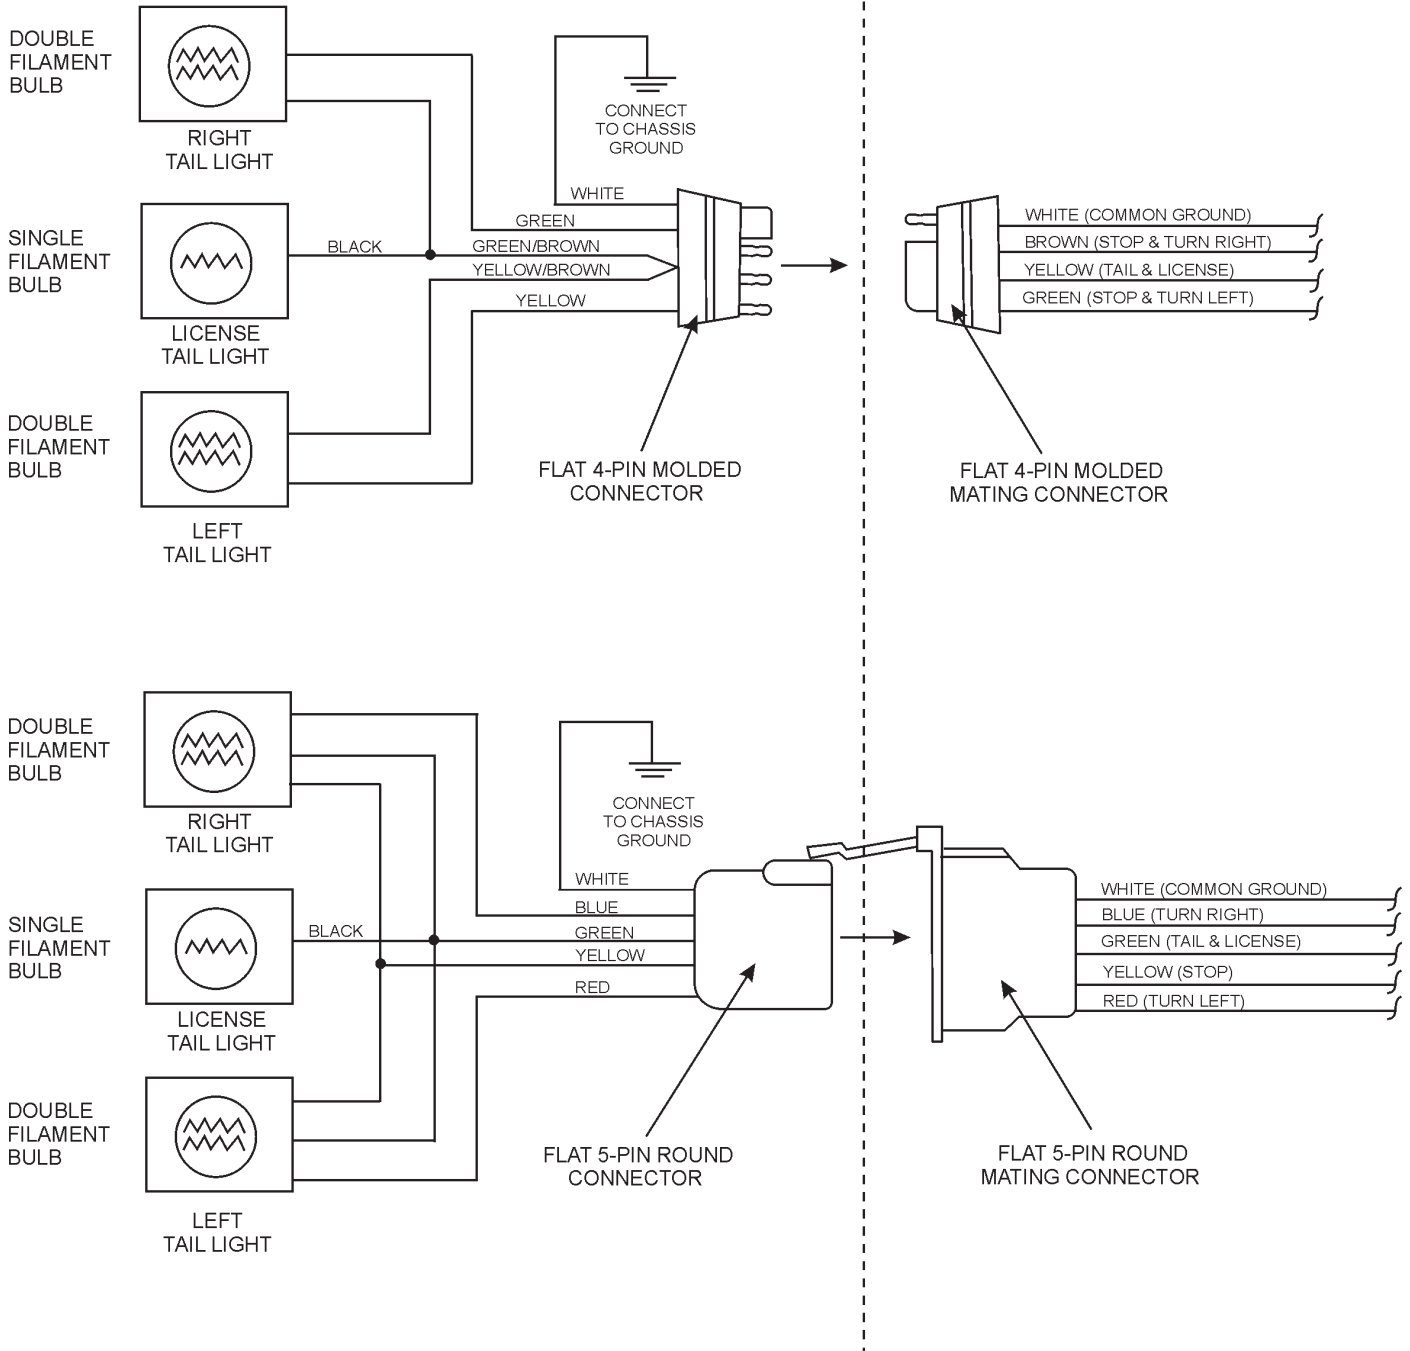 DOUBLE
FILAMENT
BULB
RIGHT
TAIL LIGHT
CONNECT
TO CHASSIS
GROUND
SINGLE
FILAMENT
BULB
BLACK
LICENSE
TAIL LIGHT
WHITE
GREEN
GREEN/BROWN
YELLOW/BROWN
YELLOW
WHITE (COMMON GROUND)
BROWN (STOP & TURN RIGHT)
YELLOW (TAIL & LICENSE)
GREEN (STOP & TURN LEFT)
DOUBLE
FILAMENT
BULB
LEFT
TAIL LIGHT
FLAT 4-PIN MOLDED
CONNECTOR
FLAT 4-PIN MOLDED
MATING CONNECTOR
DOUBLE
FILAMENT
BULB
RIGHT
TAIL LIGHT
CONNECT
TO CHASSIS
GROUND
SINGLE
FILAMENT
BULB
BLACK
LICENSE
TAIL LIGHT
WHITE
BLUE
GREEN
YELLOW
RED
WHITE (COMMON GROUND)
BLUE (TURN RIGHT)
GREEN (TAIL & LICENSE)
YELLOW (STOP)
RED (TURN LEFT)
DOUBLE
FILAMENT
BULB
LEFT
TAIL LIGHT
FLAT 5-PIN ROUND
CONNECTOR
FLAT 5-PIN ROUND
MATING CONNECTOR